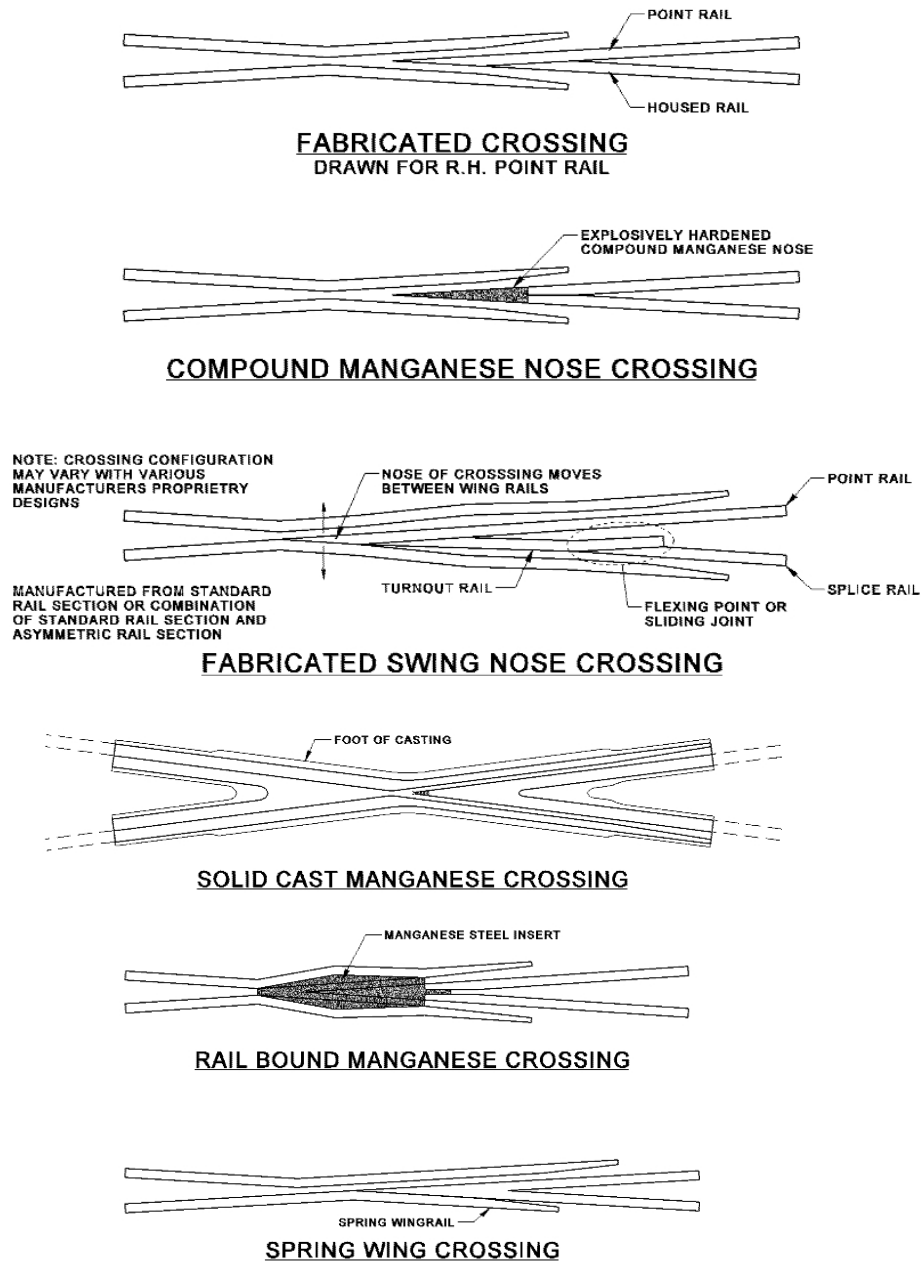 POINT RAIL
HOUSED RAIL
FABRICATED CROSSING
DRAWN FOR R.H. POINT RAIL
EXPLOSIVELY HARDENED
COMPOUND MANGANESE NOSE
COMPOUND MANGANESE NOSE CROSSING
NOTE: CROSSING CONFIGURATION
MAY VARY WITH VARIOUS
MANUFACTURERS PROPRIETRY
DESIGNS
NOSE OF CROSSSING MOVES
BETWEEN WING RAILS
POINT RAIL
MANUFACTURED FROM STANDARD
RAIL SECTION OR COMBINATION
OF STANDARD RAIL SECTION AND
ASYMMETRIC RAIL SECTION
TURNOUT RAIL
FLEXING POINT OR
SLIDING JOINT
SPLICE RAIL
FABRICATED SWING NOSE CROSSING
FOOT OF CASTING
SOLID CAST MANGANESE CROSSING
MANGANESE STEEL INSERT
RAIL BOUND MANGANESE CROSSING
SPRING WINGRAIL
SPRING WING CROSSING